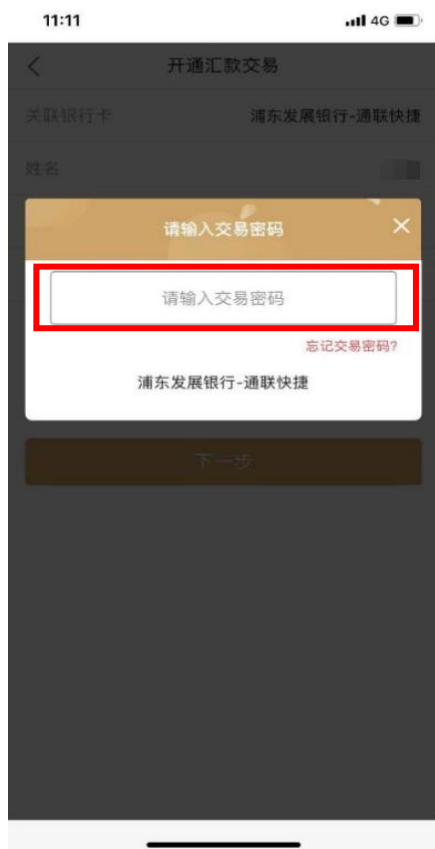 11:11
4G
开通汇款交易
关联银行卡 浦东发展银行-通联快捷
姓名
请输入交易密码
请输入交易密码
忘记交易密码?
浦东发展银行-通联快捷
下一步